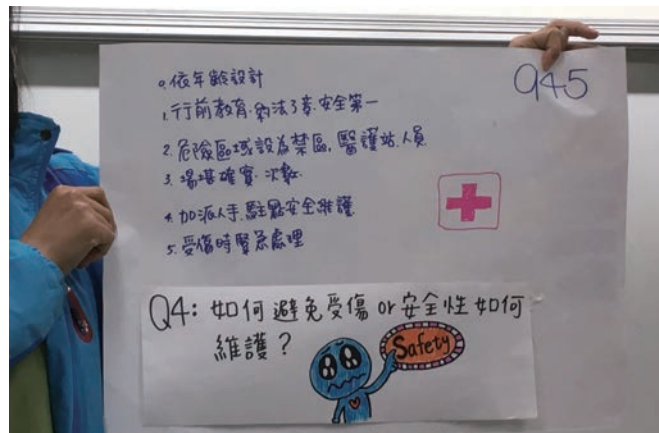 Q4-5
0.依年齡設計
1.行前教育.約法3章.安全第一
2.危險區域設為禁區,醫護站.人員
3.場堪確實.次數.
4.加派人手.駐點安全維護
5.受傷時緊急處理
Q4:如何避免受傷or安全性如何
維護?
Safety